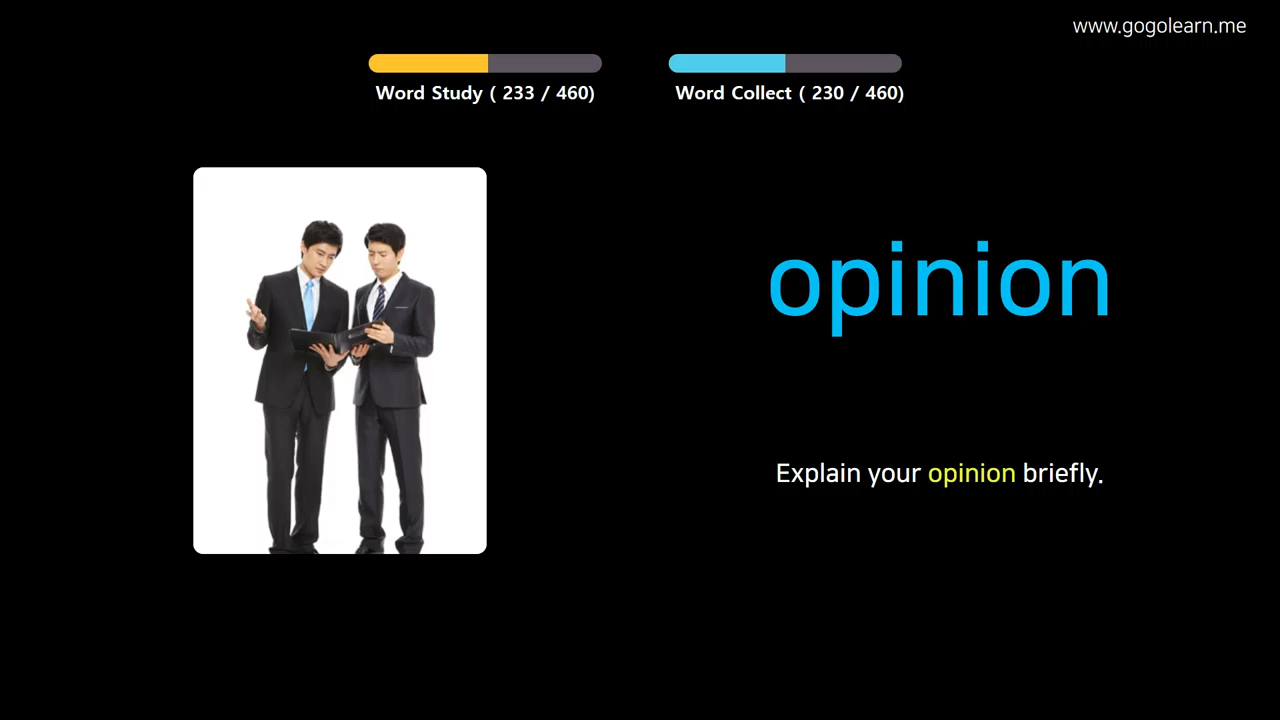 www.gogolearn.me
Word Study ( 233 / 460)
Word Collect ( 230 / 460)
opinion
Explain your opinion briefly.